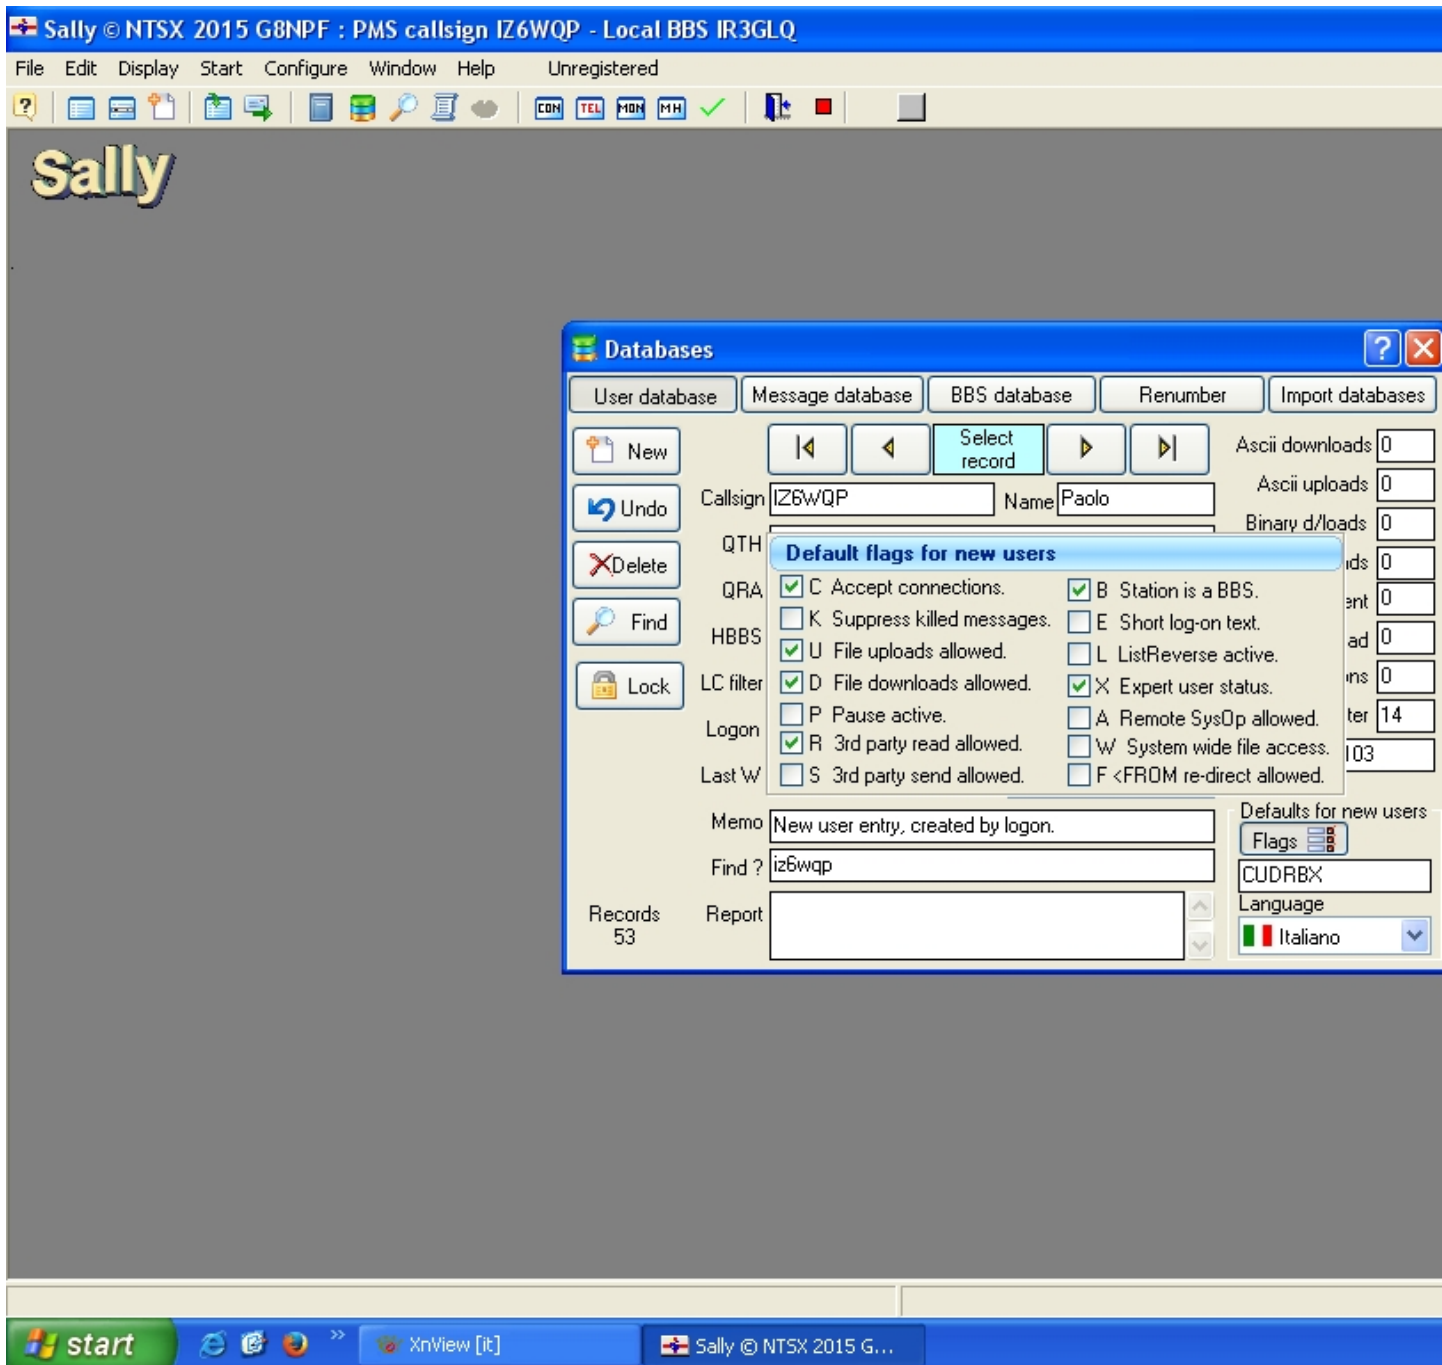 Sally © NTSX 2015 G8NPF : PMS callsign IZ6WQP - Local BBS IR3GLQ
File Edit Display Start Configure Window Help Unregistered
CON TEL MON MH
Sally
Databases
User database Message database BBS database Renumber Import databases
New Select record Ascii downloads 0
Undo Callsign IZ6WQP Name Paolo Ascii uploads 0
QTH Binary d/loads 0
Default flags for new users
Delete ds 0
QRA C Accept connections. B Station is a BBS. ent 0
Find K Suppress killed messages. E Short log-on text.
HBBS U File uploads allowed. L ListReverse active. ad 0
Lock LC filter D File downloads allowed. X Expert user status. ns 0
P Pause active. A Remote SysOp allowed. ter 14
Logon R 3rd party read allowed. W System wide file access. 103
Last W S 3rd party send allowed. F <FROM re-direct allowed.
Memo New user entry, created by logon. Defaults for new users
Flags
Find ? iz6wqp CUDRBX
Records 53 Report Language
Italiano
start XnView [it] Sally © NTSX 2015 G...